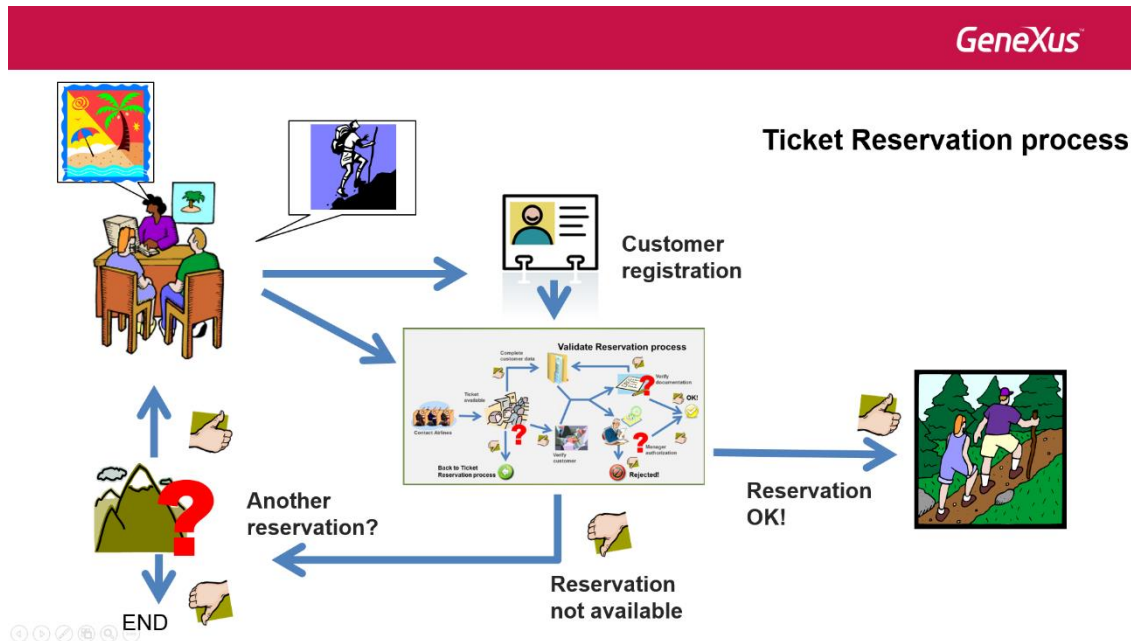 GeneXus™
Ticket Reservation process
Customer
registration
Validate Reservation process
Complete
customer data
Verify
documentation
Ticket
available
OK!
Contact Airlines
Verify
customer
Manager
authorization
Back to Ticket
Reservation process
Rejected!
Another
reservation?
Reservation
OK!
Reservation
not available
END